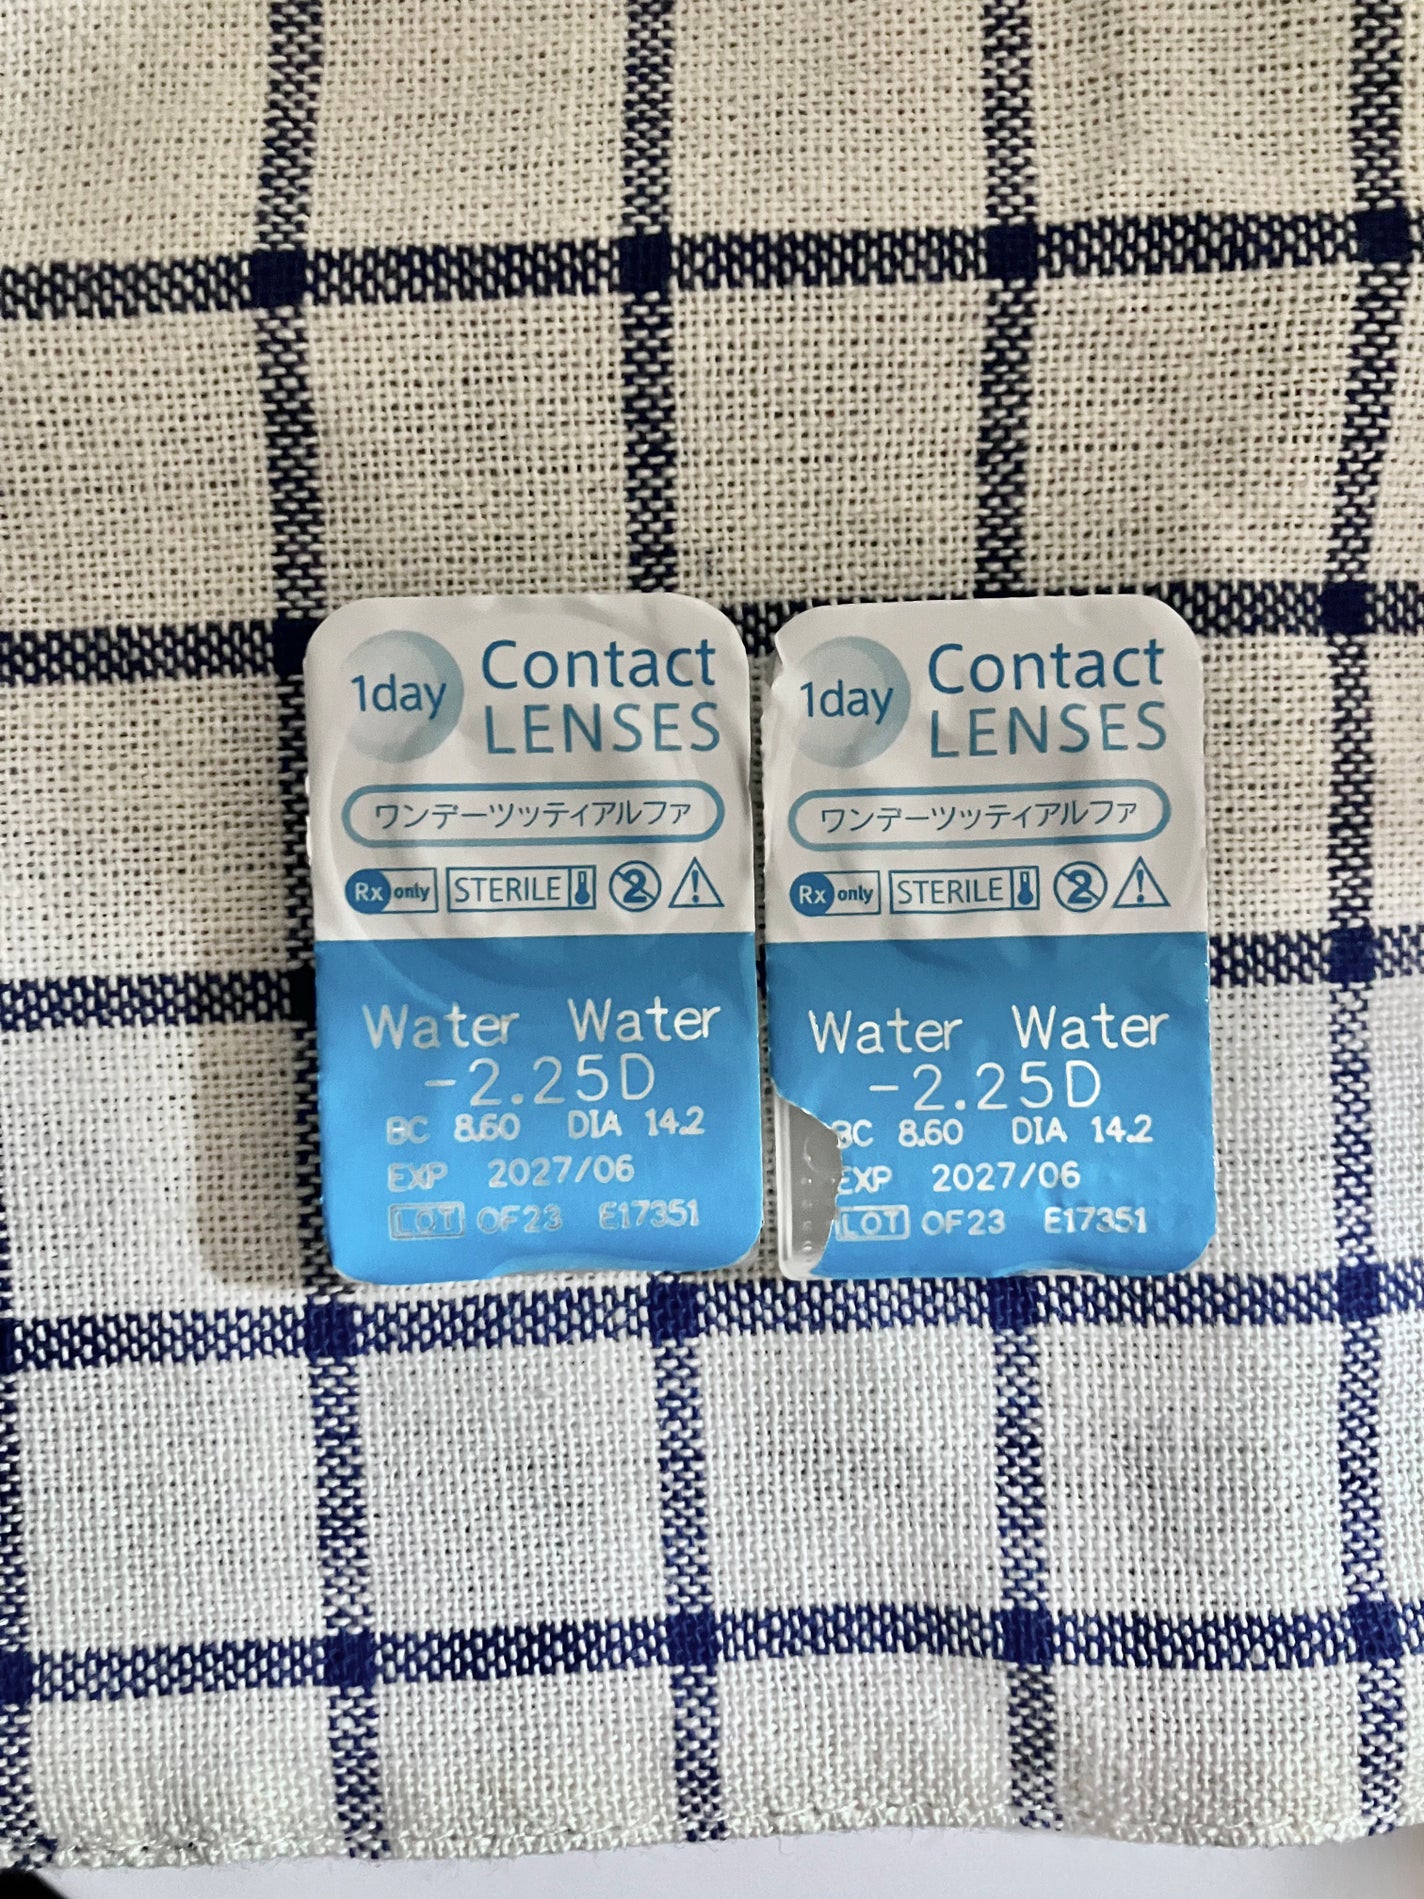 1day
Contact
LENSES
ワンデーツッティアルファ
Rx only STERILE 2
Water Water
-2.25D
BC 8.60 DIA 14.2
EXP 2027/06
LOT OF23 E17351
1day
Contact
LENSES
ワンデーツッティアルファ
Rx only STERILE 2
Water Water
-2.25D
BC 8.60 DIA 14.2
EXP 2027/06
LOT OF23 E17351